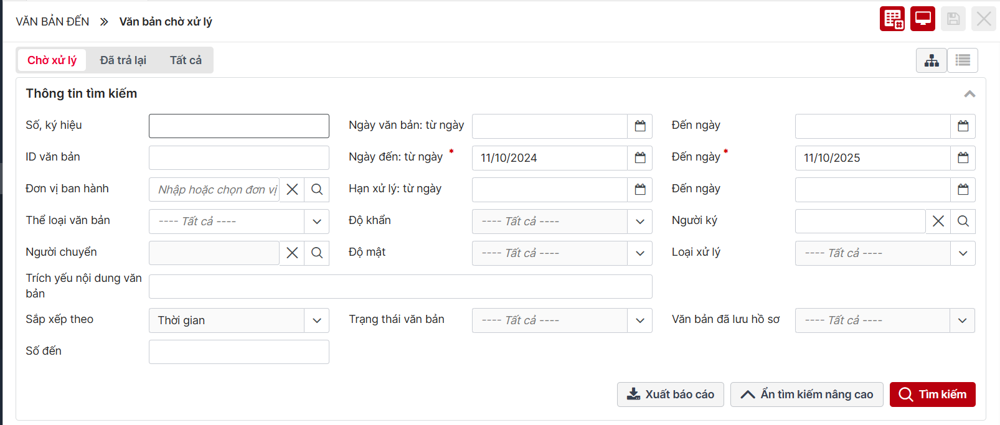 VĂN BẢN ĐẾN » Văn bản chờ xử lý
Chờ xử lý Đã trả lại Tất cả
Thông tin tìm kiếm
Số, ký hiệu Ngày văn bản: từ ngày Đến ngày
ID văn bản Ngày đến: từ ngày * 11/10/2024 Đến ngày * 11/10/2025
Đơn vị ban hành Nhập hoặc chọn đơn vị Hạn xử lý: từ ngày Đến ngày
Thể loại văn bản ---- Tất cả ---- Độ khẩn ---- Tất cả ---- Người ký
Người chuyển Độ mật ---- Tất cả ---- Loại xử lý ---- Tất cả ----
Trích yếu nội dung văn
bản
Sắp xếp theo Thời gian Trạng thái văn bản ---- Tất cả ---- Văn bản đã lưu hồ sơ ---- Tất cả ----
Số đến
Xuất báo cáo Ẩn tìm kiếm nâng cao Tìm kiếm